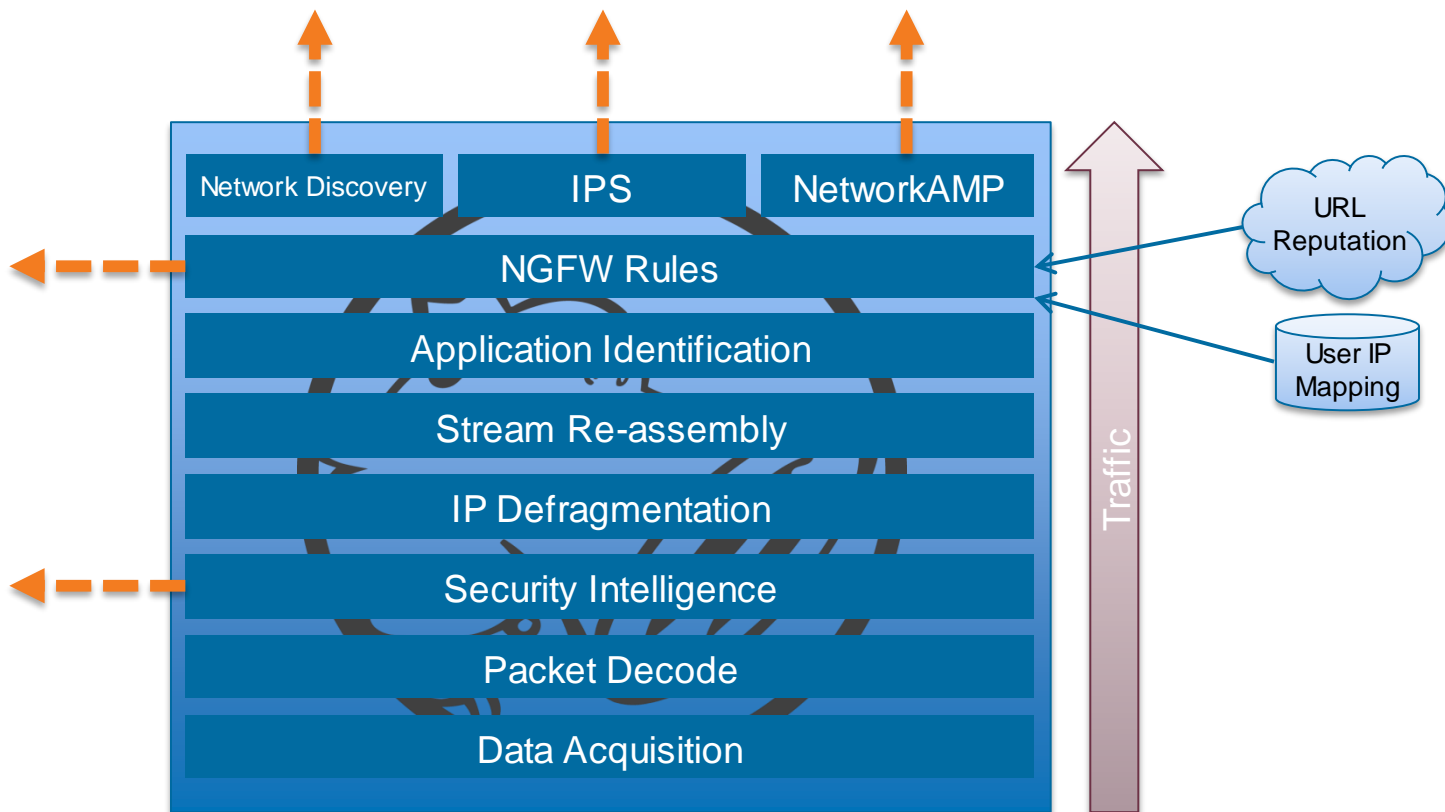 Network Discovery
IPS
NetworkAMP
NGFW Rules
Application Identification
Stream Re-assembly
IP Defragmentation
Security Intelligence
Packet Decode
Data Acquisition
Traffic
URL
Reputation
User IP
Mapping